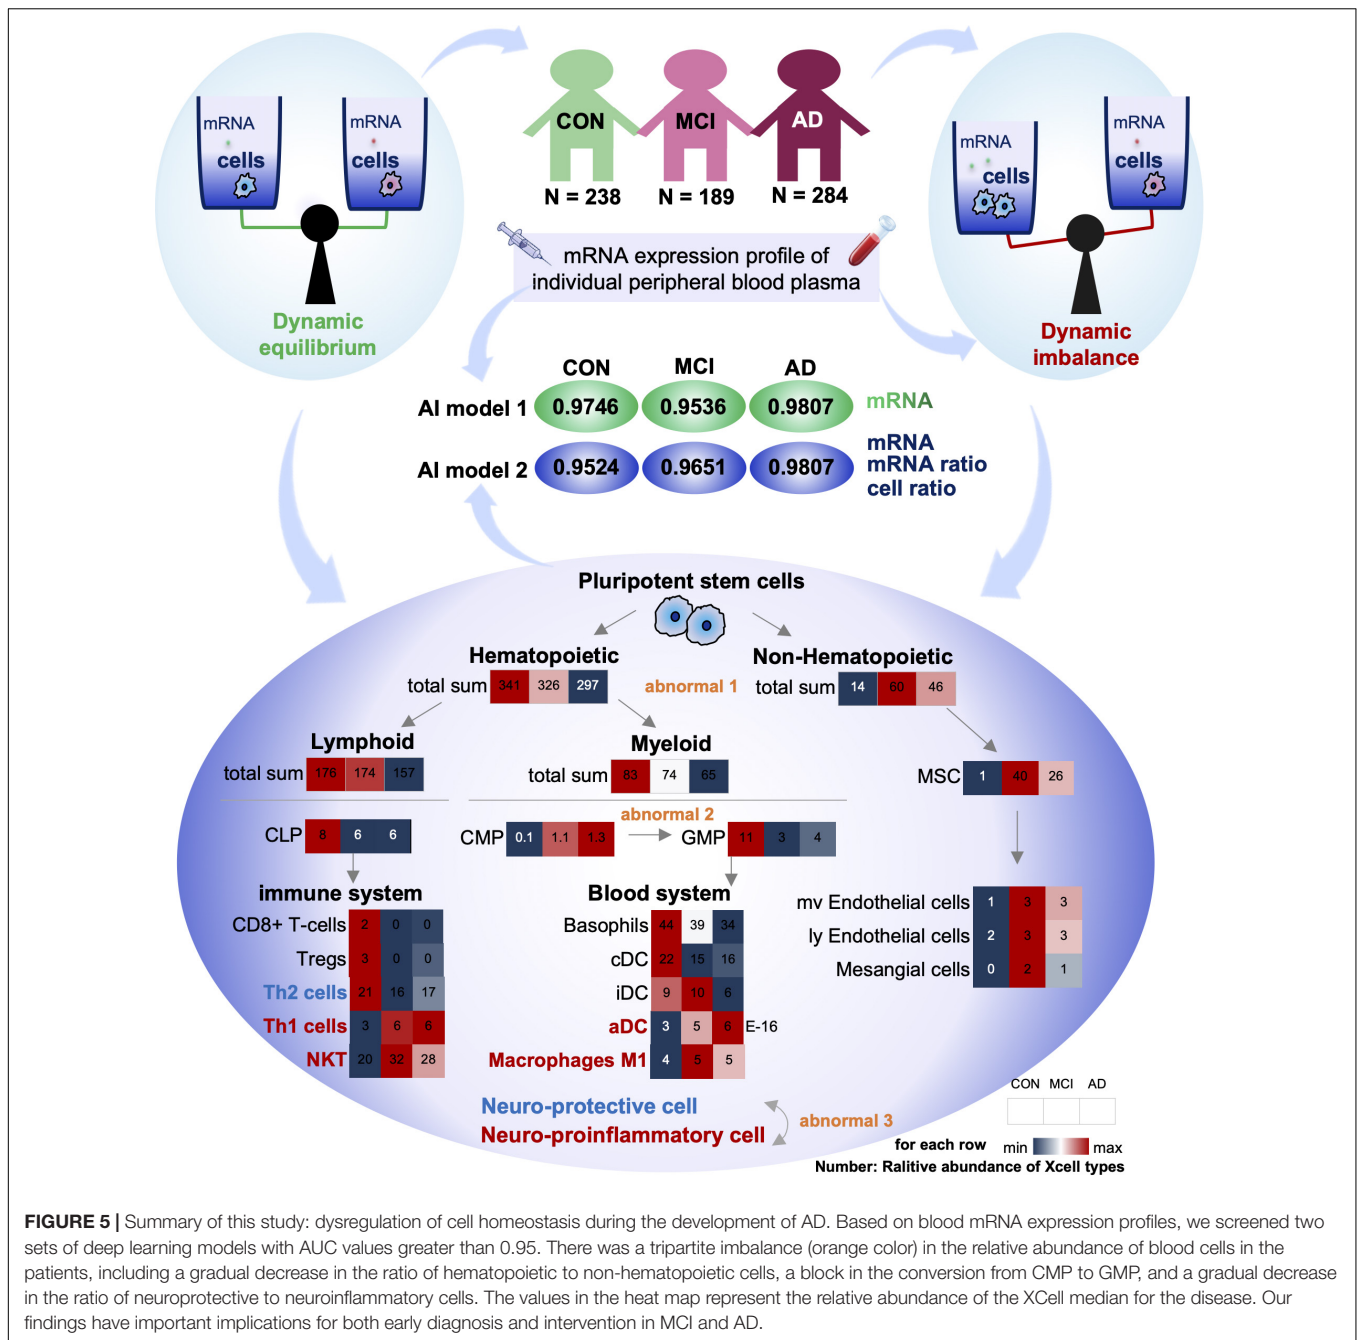 mRNA
cells
mRNA
cells
Dynamic
equilibrium
CON
MCI
AD
N = 238
N = 189
N = 284
mRNA expression profile of
individual peripheral blood plasma
mRNA
cells
mRNA
cells
Dynamic
imbalance
CON MCI AD
AI model 1 0.9746 0.9536 0.9807 mRNA
AI model 2 0.9524 0.9651 0.9807
mRNA
mRNA ratio
cell ratio
Pluripotent stem cells
Hematopoietic
total sum 341 326 297
abnormal 1
Non-Hematopoietic
total sum 14 60 46
Lymphoid
total sum 176 174 157
Myeloid
total sum 83 74 65
MSC 1 40 26
abnormal 2
CLP 8 6 6
CMP 0.1 1.1 1.3
GMP 11 3 4
immune system
CD8+ T-cells 2 0 0
Tregs 3 0 0
Th2 cells 21 16 17
Th1 cells 3 6 6
NKT 20 32 28
Blood system
Basophils 44 39 34
cDC 22 15 16
iDC 9 10 6
aDC 3 5 6 E-16
Macrophages M1 4 5 5
mv Endothelial cells 1 3 3
ly Endothelial cells 2 3 3
Mesangial cells 0 2 1
Neuro-protective cell
Neuro-proinflammatory cell
abnormal 3
CON MCI AD
for each row min max
Number: Ralitive abundance of Xcell types
FIGURE 5 | Summary of this study: dysregulation of cell homeostasis during the development of AD. Based on blood mRNA expression profiles, we screened two
sets of deep learning models with AUC values greater than 0.95. There was a tripartite imbalance (orange color) in the relative abundance of blood cells in the
patients, including a gradual decrease in the ratio of hematopoietic to non-hematopoietic cells, a block in the conversion from CMP to GMP, and a gradual decrease
in the ratio of neuroprotective to neuroinflammatory cells. The values in the heat map represent the relative abundance of the XCell median for the disease. Our
findings have important implications for both early diagnosis and intervention in MCI and AD.